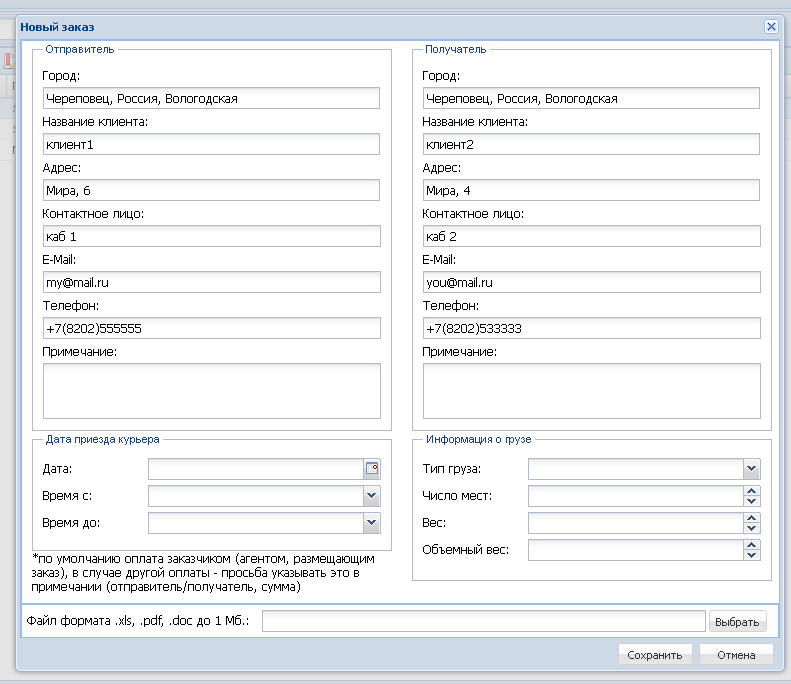 Новый заказ
Отправитель
Город:
Череповец, Россия, Вологодская
Название клиента:
клиент1
Адрес:
Мира, 6
Контактное лицо:
каб 1
E-Mail:
my@mail.ru
Телефон:
+7(8202)555555
Примечание:
Получатель
Город:
Череповец, Россия, Вологодская
Название клиента:
клиент2
Адрес:
Мира, 4
Контактное лицо:
каб 2
E-Mail:
you@mail.ru
Телефон:
+7(8202)533333
Примечание:
Дата приезда курьера
Дата:
Время с:
Время до:
*по умолчанию оплата заказчиком (агентом, размещающим
заказ), в случае другой оплаты - просьба указывать это в
примечании (отправитель/получатель, сумма)
Информация о грузе
Тип груза:
Число мест:
Вес:
Объемный вес:
Файл формата .xls, .pdf, .doc до 1 Мб.:
Выбрать
Сохранить
Отмена